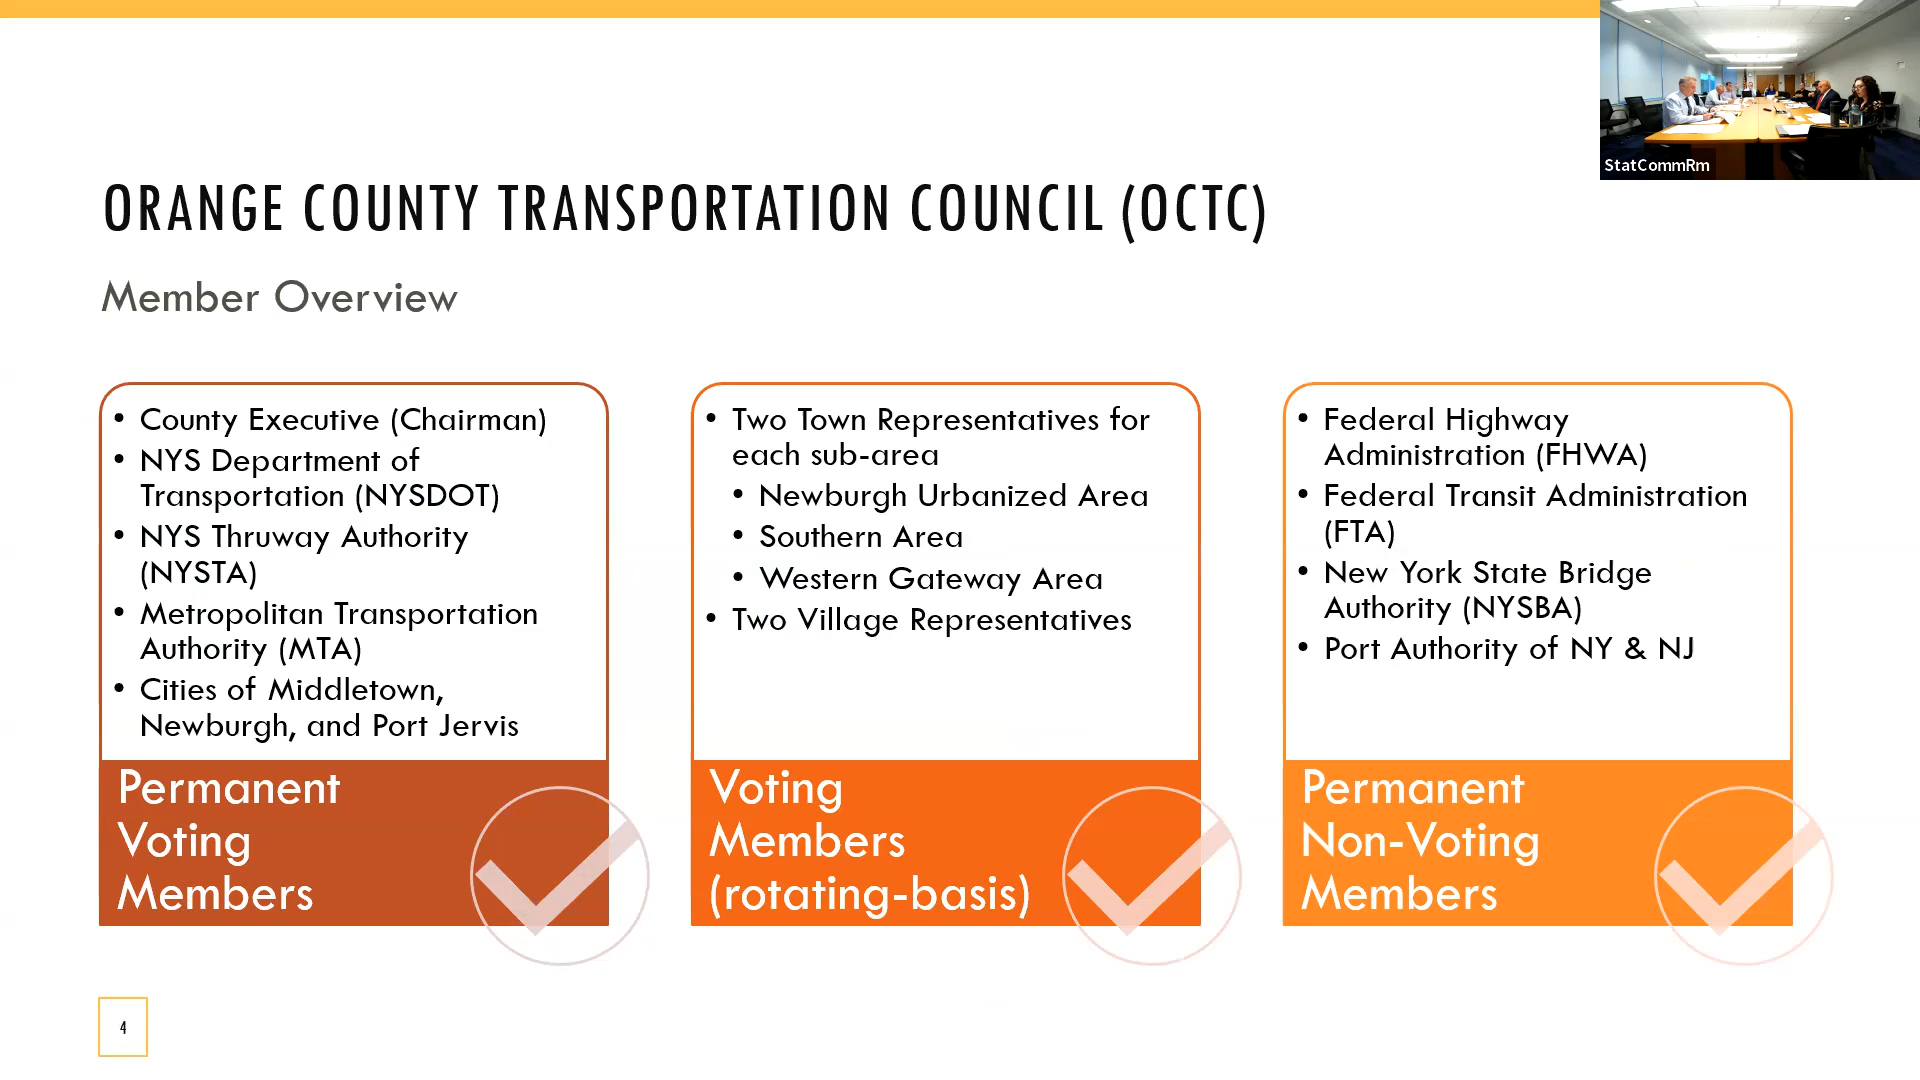 StatCommRm
ORANGE COUNTY TRANSPORTATION COUNCIL (OCTC)
Member Overview
• County Executive (Chairman)
• NYS Department of
Transportation (NYSDOT)
• NYS Thruway Authority
(NYSTA)
• Metropolitan Transportation
Authority (MTA)
• Cities of Middletown,
Newburgh, and Port Jervis
Permanent
Voting
Members
• Two Town Representatives for
each sub-area
• Newburgh Urbanized Area
• Southern Area
• Western Gateway Area
• Two Village Representatives
Voting
Members
(rotating-basis)
• Federal Highway
Administration (FHWA)
• Federal Transit Administration
(FTA)
• New York State Bridge
Authority (NYSBA)
• Port Authority of NY & NJ
Permanent
Non-Voting
Members
4